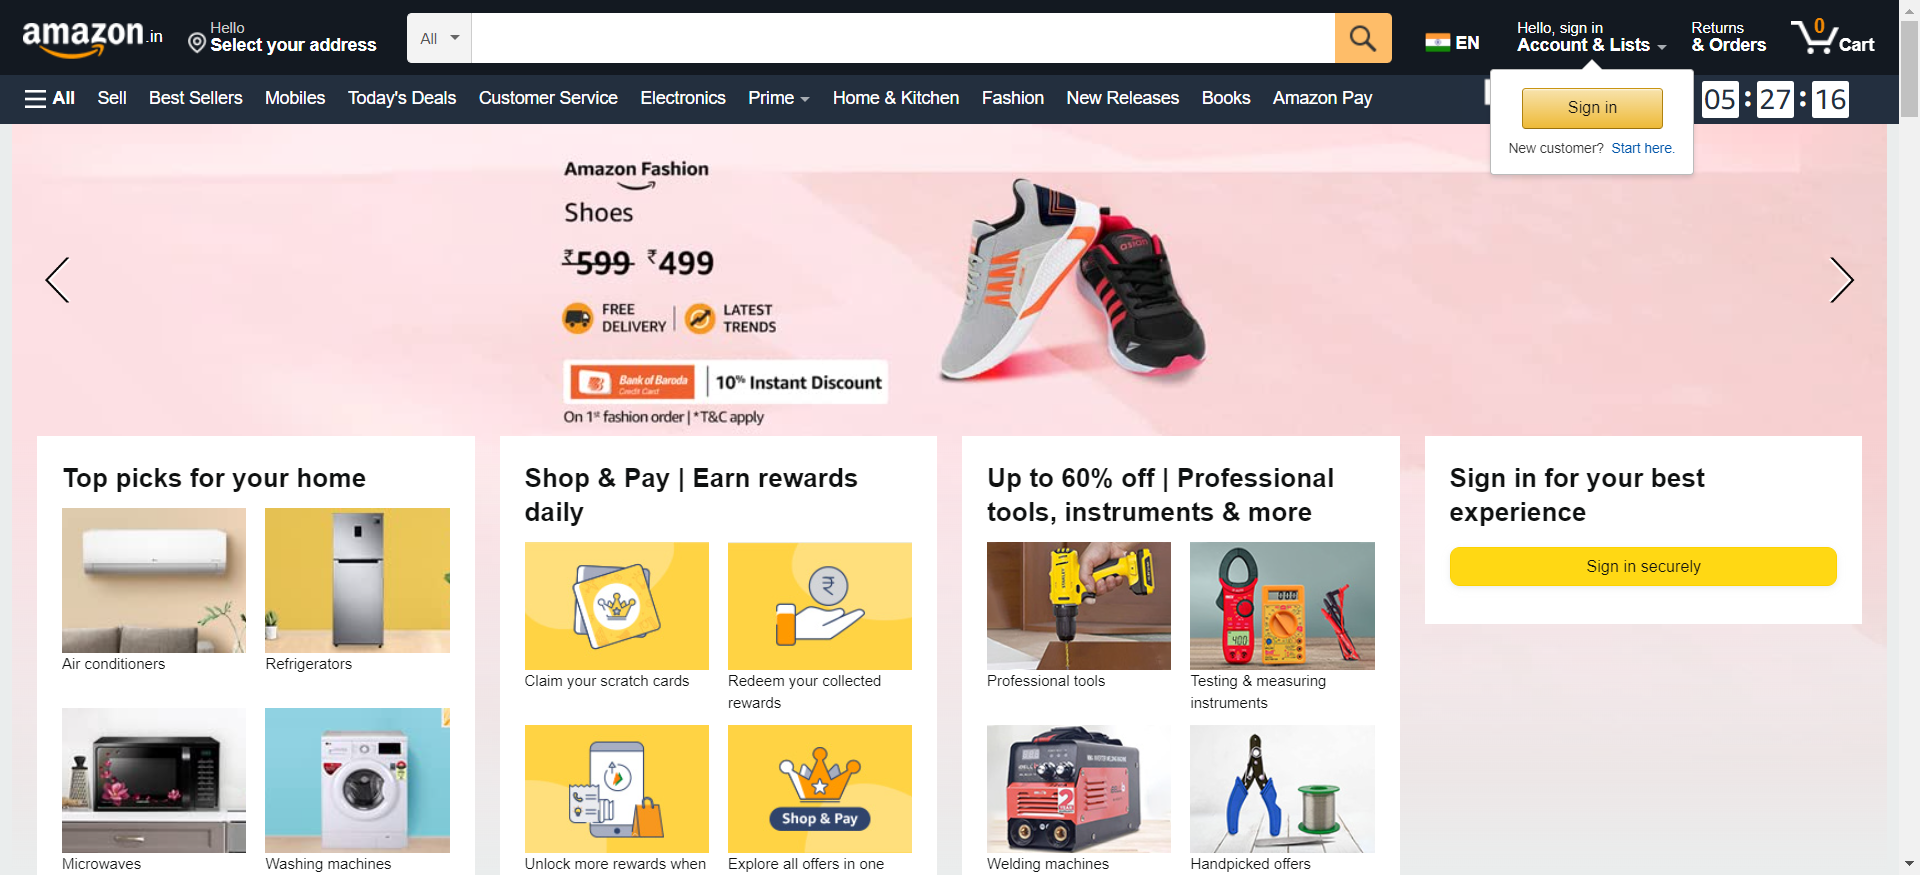 amazon.in
Hello
Select your address
All
EN
Hello, sign in
Account & Lists
Returns
& Orders
0
Cart
All
Sell
Best Sellers
Mobiles
Today's Deals
Customer Service
Electronics
Prime
Home & Kitchen
Fashion
New Releases
Books
Amazon Pay
05 : 27 : 16
Sign in
New customer? Start here.
Amazon Fashion
Shoes
₹599 ₹499
FREE
DELIVERY
LATEST
TRENDS
Bank of Baroda
Credit Card
10% Instant Discount
On 1st fashion order | *T&C apply
asian
Top picks for your home
Air conditioners
Refrigerators
Microwaves
Washing machines
Shop & Pay | Earn rewards
daily
Claim your scratch cards
Redeem your collected
rewards
Unlock more rewards when
Shop & Pay
Explore all offers in one
Up to 60% off | Professional
tools, instruments & more
STANLEY
Professional tools
400
Testing & measuring
instruments
Welding machines
Handpicked offers
Sign in for your best
experience
Sign in securely